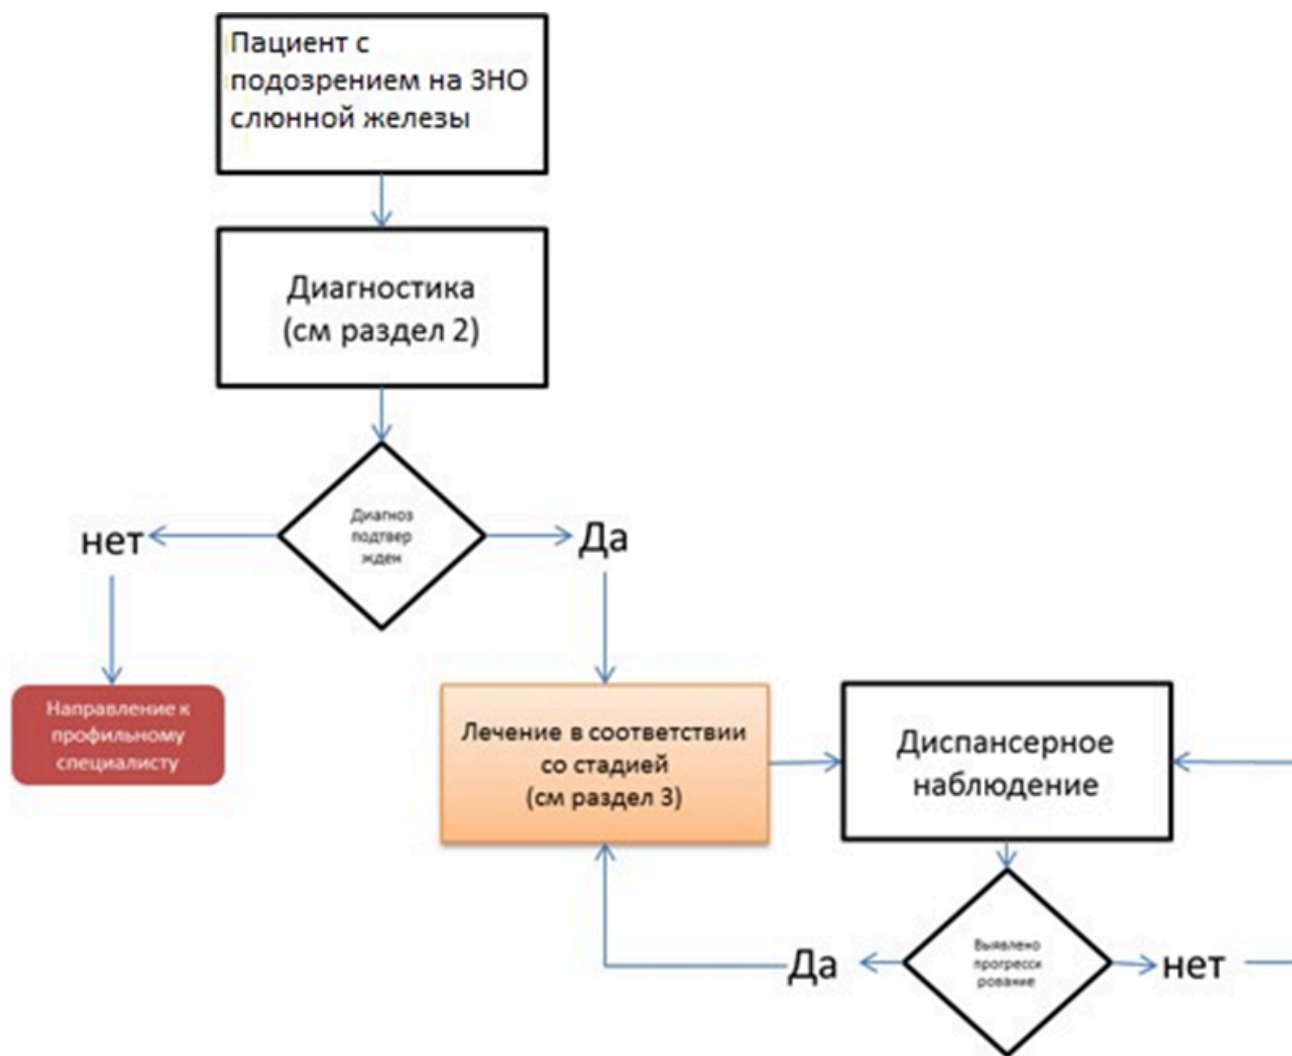 Пациент с
подозрением на ЗНО
слюнной железы
Диагностика
(см раздел 2)
Диагноз
подтвер
жден
нет
Да
Направление к
профильному
специалисту
Лечение в соответствии
со стадией
(см раздел 3)
Диспансерное
наблюдение
Выявлено
прогресси
рование
Да
нет